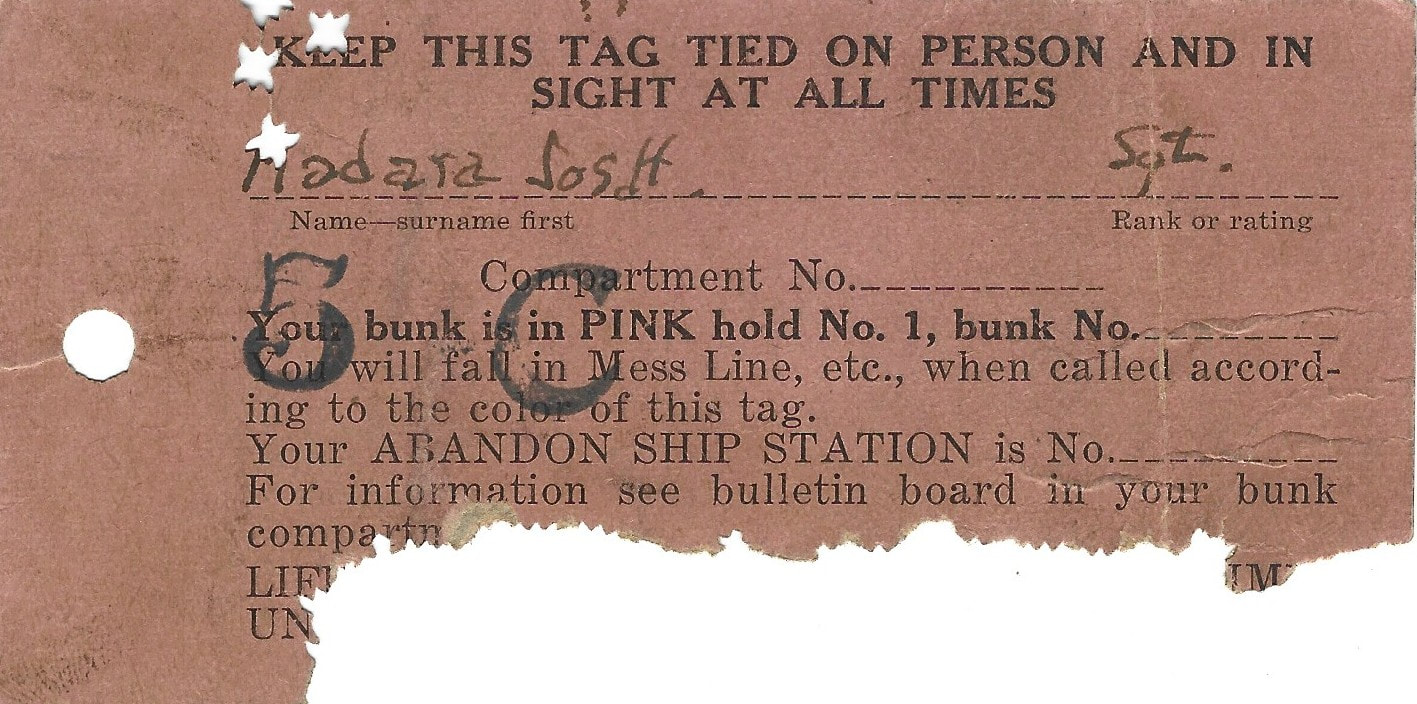 KEEP THIS TAG TIED ON PERSON AND IN
SIGHT AT ALL TIMES
Sgt.
Name—surname first Rank or rating
5 C
Compartment No.
Your bunk is in PINK hold No. 1, bunk No.
You will fall in Mess Line, etc., when called accord-
ing to the color of this tag.
Your ABANDON SHIP STATION is No.
For information see bulletin board in your bunk